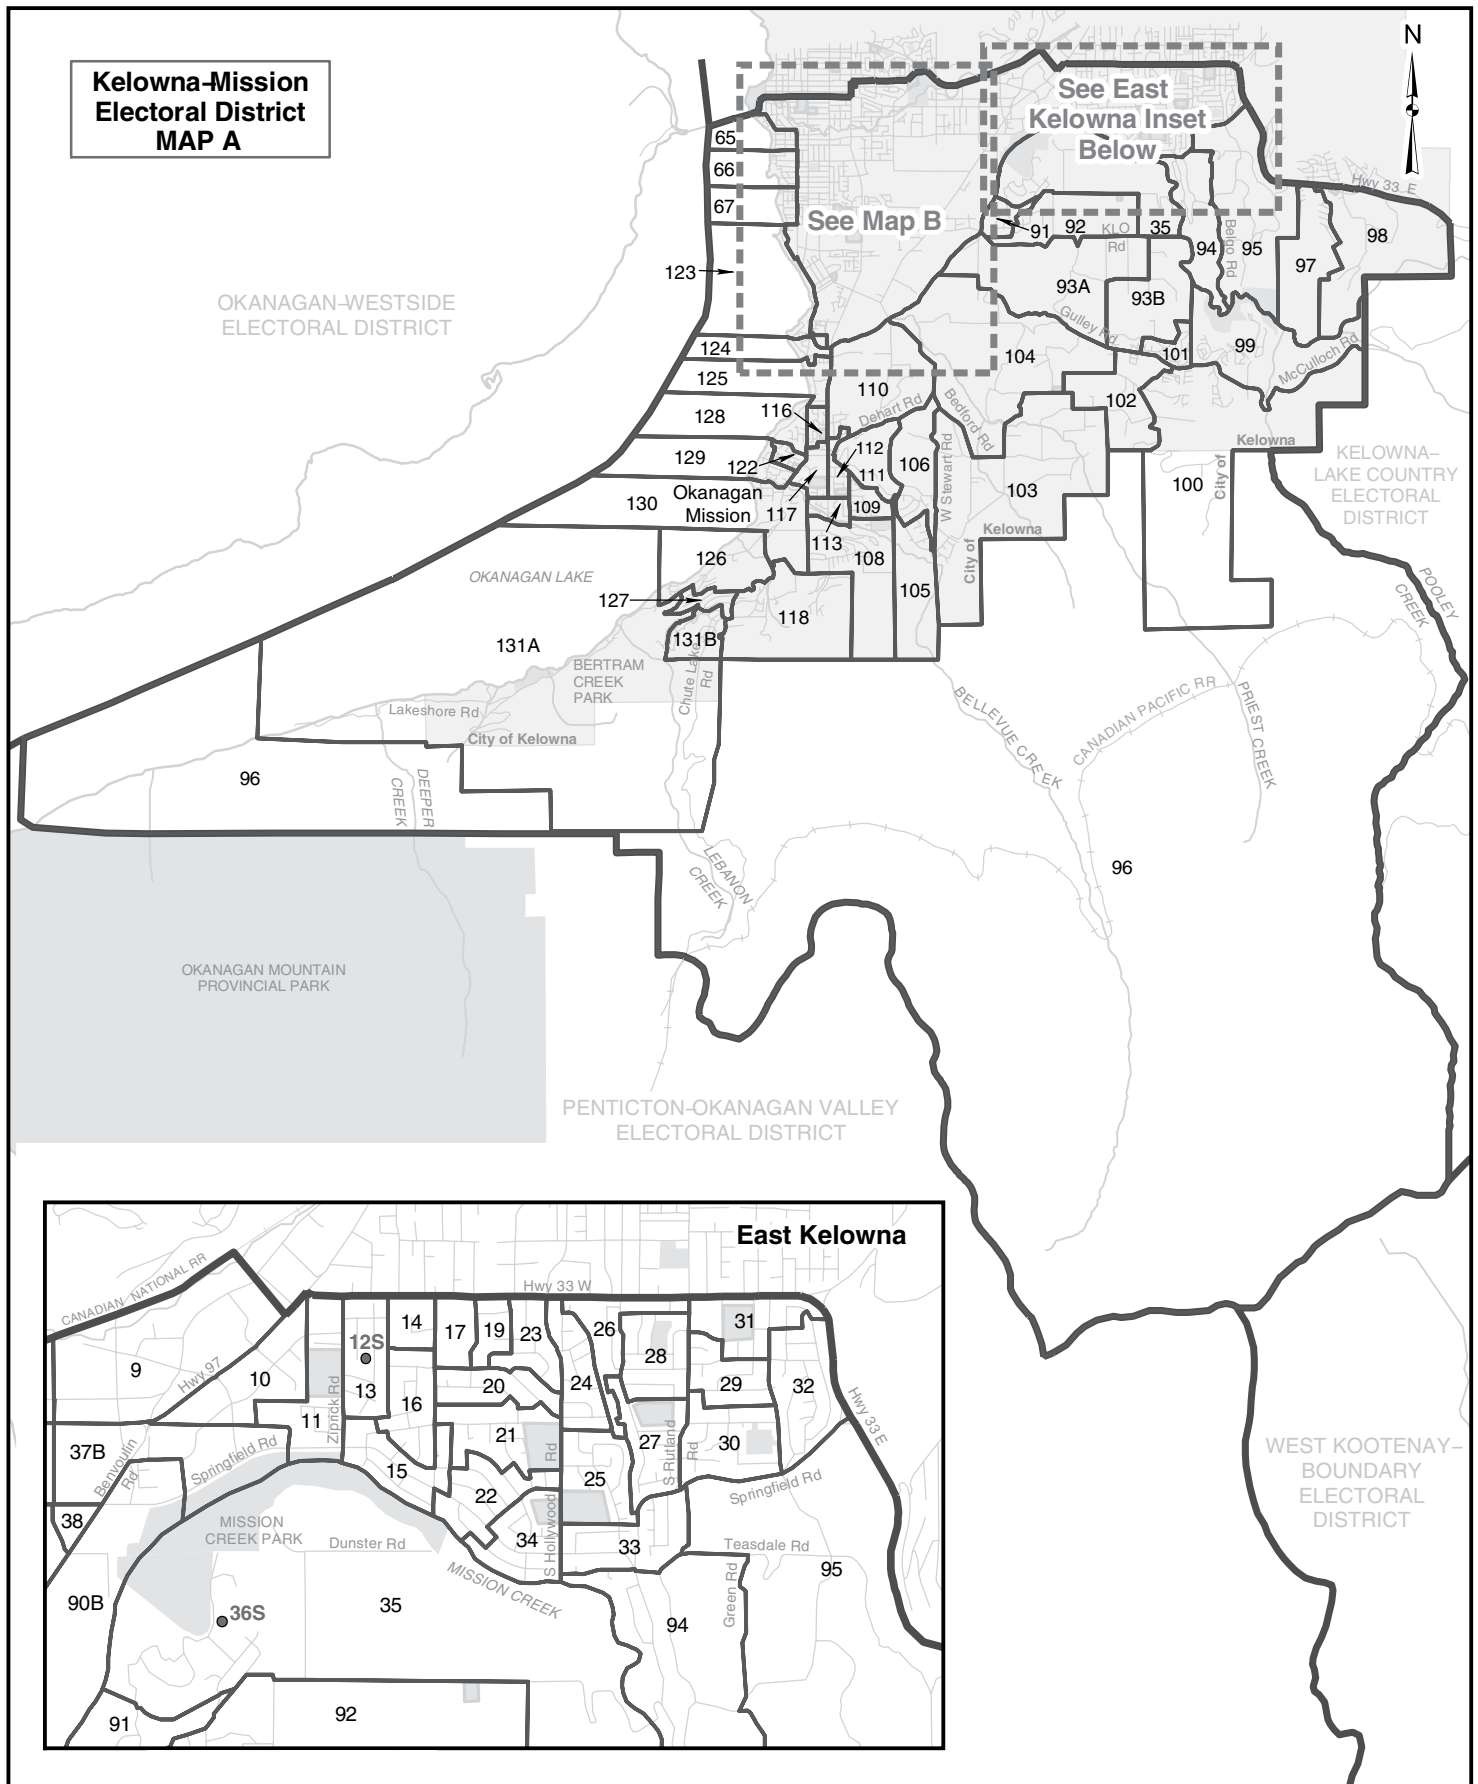 Kelowna–Mission
Electoral District
MAP A
N
See East
Kelowna Inset
Below
See Map B
Hwy 33 E
65
66
67
91
92
KLO
Rd
35
94
Belgo Rd
95
97
98
123
OKANAGAN–WESTSIDE
ELECTORAL DISTRICT
93A
93B
Gulley Rd
124
104
101
99
McCulloch Rd
125
110
116
128
Dehart Rd
Bedford Rd
102
Kelowna
City of
KELOWNA–
LAKE COUNTRY
ELECTORAL
DISTRICT
129
122
112
111
106
W Stewart Rd
103
100
130
Okanagan
Mission
117
109
113
Kelowna
City of
126
108
OKANAGAN LAKE
127
105
118
POOLEY
CREEK
131A
131B
BERTRAM
CREEK
PARK
Chute Lake
Rd
Lakeshore Rd
City of Kelowna
BELLEVUE CREEK
CANADIAN PACIFIC RR
PRIEST CREEK
96
DEEPER
CREEK
LEBANON
CREEK
96
OKANAGAN MOUNTAIN
PROVINCIAL PARK
PENTICTON–OKANAGAN VALLEY
ELECTORAL DISTRICT
WEST KOOTENAY–
BOUNDARY
ELECTORAL
DISTRICT
East Kelowna
CANADIAN NATIONAL RR
Hwy 33 W
9
Hwy 97
10
12S
14
17
19
23
26
31
28
13
11
Ziprick Rd
16
20
24
29
32
Hwy 33 E
37B
Benvoulin
Rd
Springfield Rd
15
21
Rd
27
S Rutland
Rd
30
38
22
25
Springfield Rd
MISSION
CREEK PARK
Dunster Rd
34
S Hollywood
33
Teasdale Rd
95
MISSION CREEK
90B
36S
35
94
Green Rd
91
92